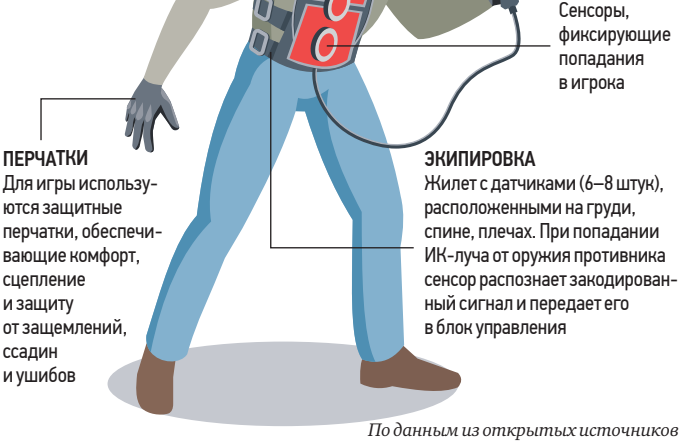 Сенсоры,
фиксирующие
попадания
в игрока
ПЕРЧАТКИ
Для игры использу-
ются защитные
перчатки, обеспечи-
вающие комфорт,
сцепление
и защиту
от защемлений,
ссадин
и ушибов
ЭКИПИРОВКА
Жилет с датчиками (6–8 штук),
расположенными на груди,
спине, плечах. При попадании
ИК-луча от оружия противника
сенсор распознает закодирован-
ный сигнал и передает его
в блок управления
По данным из открытых источников